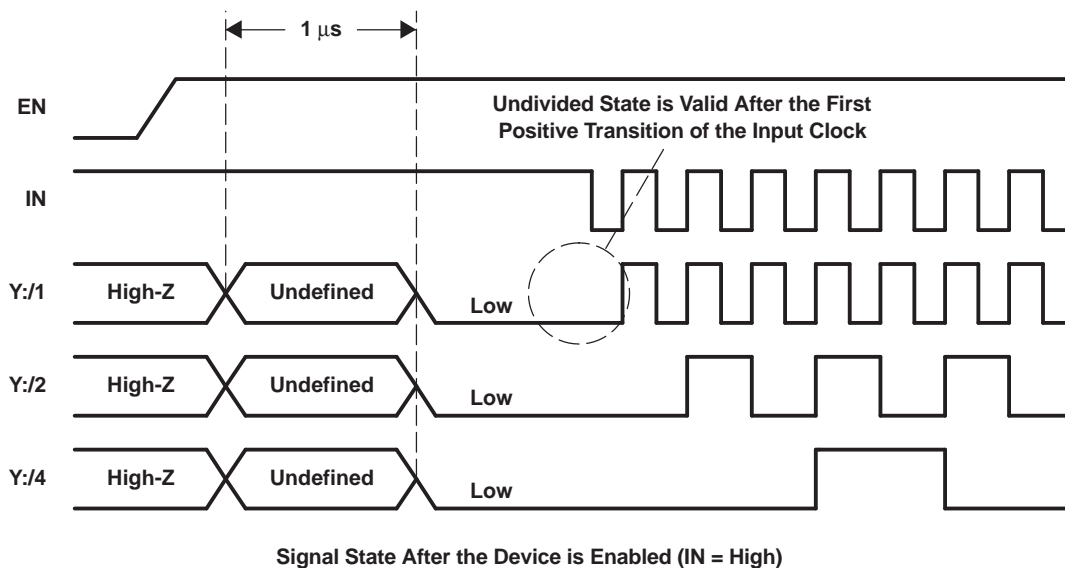 1 μs
EN
Undivided State is Valid After the First
Positive Transition of the Input Clock
IN
Y:/1 High-Z Undefined Low
Y:/2 High-Z Undefined Low
Y:/4 High-Z Undefined Low
Signal State After the Device is Enabled (IN = High)